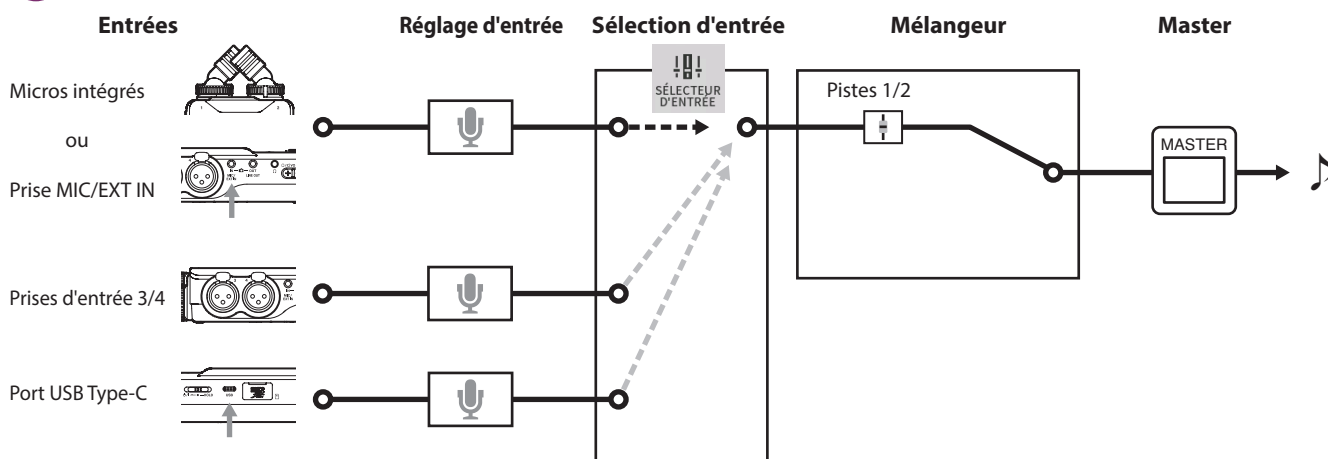 Entrées
Réglage d'entrée
Sélection d'entrée
Mélangeur
Master
Micros intégrés
ou
Prise MIC/EXT IN
SÉLECTEUR
D'ENTRÉE
Pistes 1/2
MASTER
Prises d'entrée 3/4
Port USB Type-C